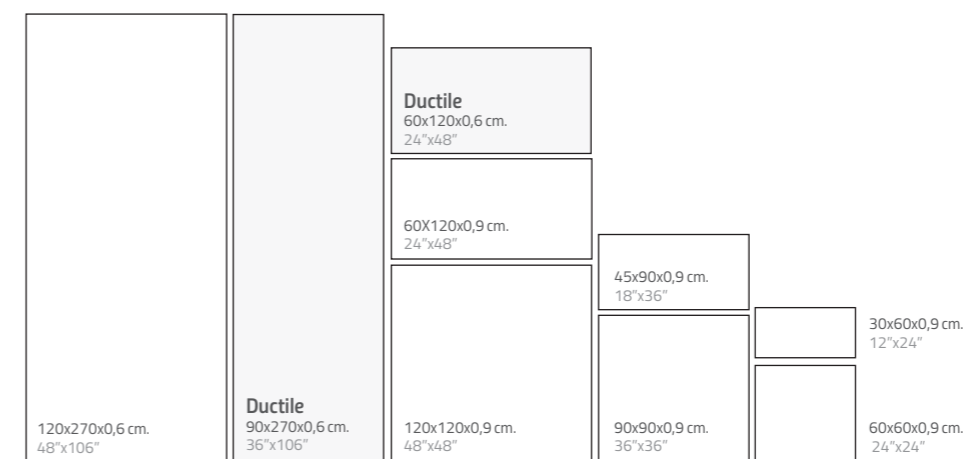 120x270x0,6 cm.
48”x106”
Ductile
90x270x0,6 cm.
36”x106”
Ductile
60x120x0,6 cm.
24”x48”
60X120x0,9 cm.
24”x48”
120x120x0,9 cm.
48”x48”
45x90x0,9 cm.
18”x36”
90x90x0,9 cm.
36”x36”
30x60x0,9 cm.
12”x24”
60x60x0,9 cm.
24”x24”